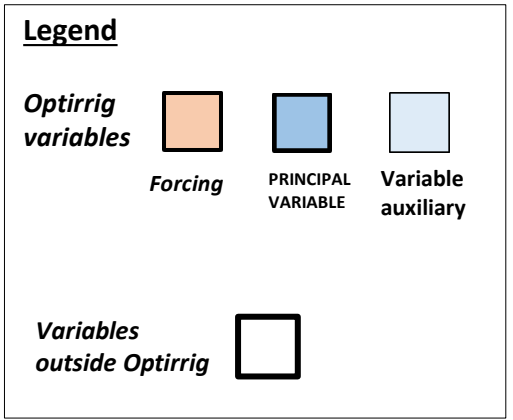 Legend
Optirrig
variables
Forcing
PRINCIPAL
VARIABLE
Variable
auxiliary
Variables
outside Optirrig